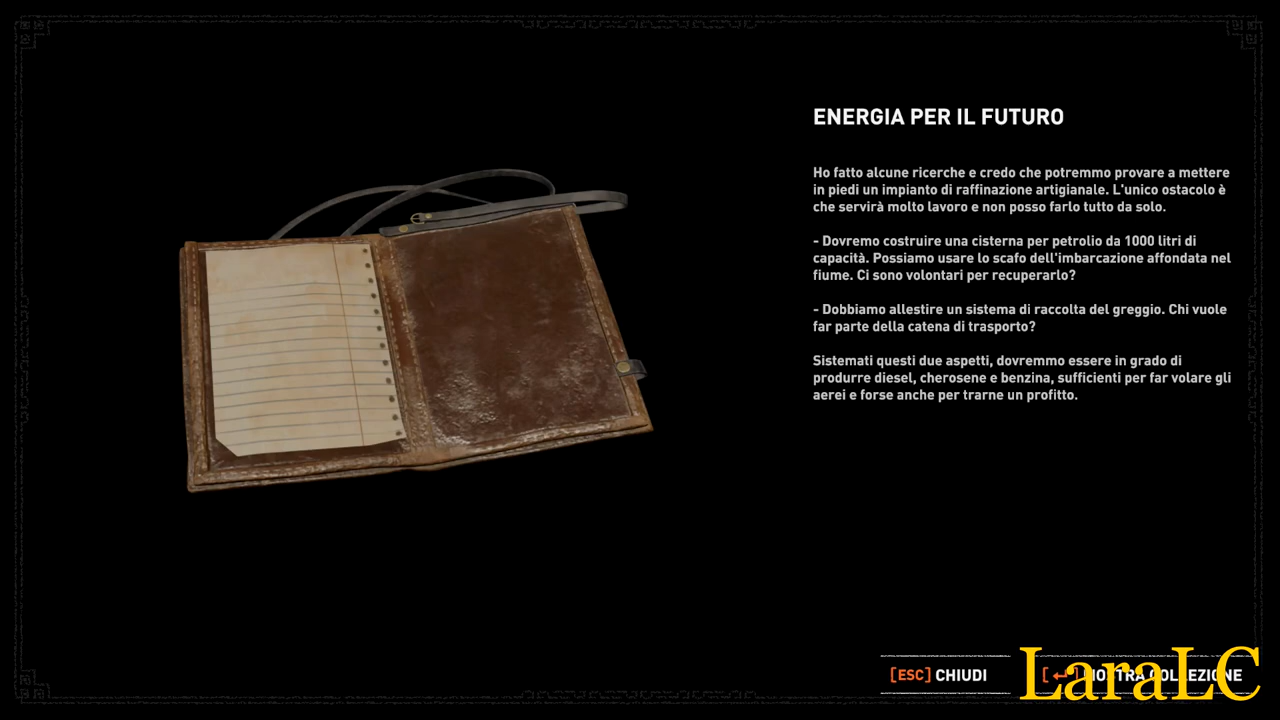 ENERGIA PER IL FUTURO
Ho fatto alcune ricerche e credo che potremmo provare a mettere
in piedi un impianto di raffinazione artigianale. L'unico ostacolo è
che servirà molto lavoro e non posso farlo tutto da solo.
- Dovremo costruire una cisterna per petrolio da 1000 litri di
capacità. Possiamo usare lo scafo dell'imbarcazione affondata nel
fiume. Ci sono volontari per recuperarlo?
- Dobbiamo allestire un sistema di raccolta del greggio. Chi vuole
far parte della catena di trasporto?
Sistemati questi due aspetti, dovremmo essere in grado di
produrre diesel, cherosene e benzina, sufficienti per far volare gli
aerei e forse anche per trarne un profitto.
[ESC] CHIUDI [↵] MOSTRA COLLEZIONE
LaraLC